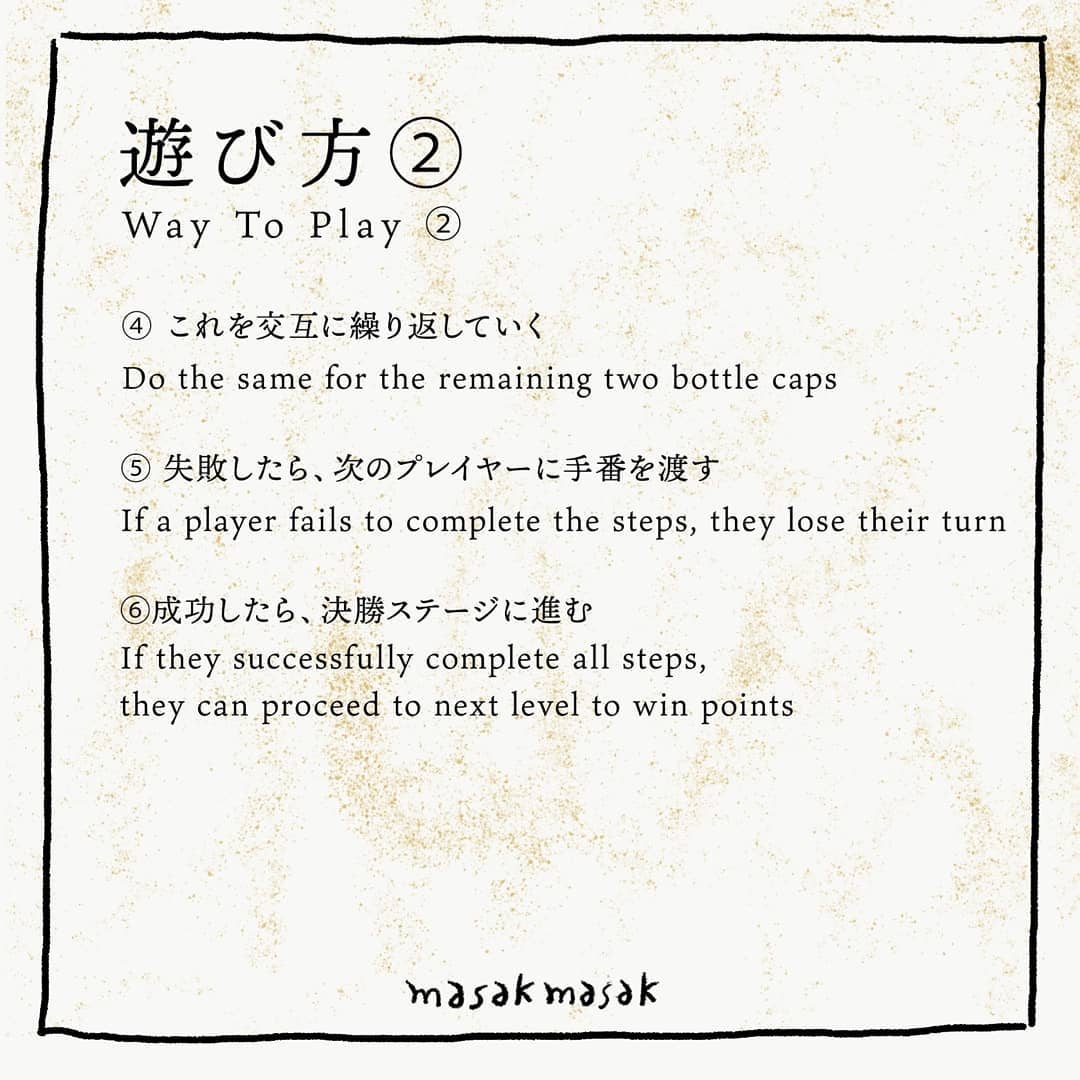 遊び方②
Way To Play ②
④ これを交互に繰り返していく
Do the same for the remaining two bottle caps
⑤ 失敗したら、次のプレイヤーに手番を渡す
If a player fails to complete the steps, they lose their turn
⑥成功したら、決勝ステージに進む
If they successfully complete all steps,
they can proceed to next level to win points
masak masak